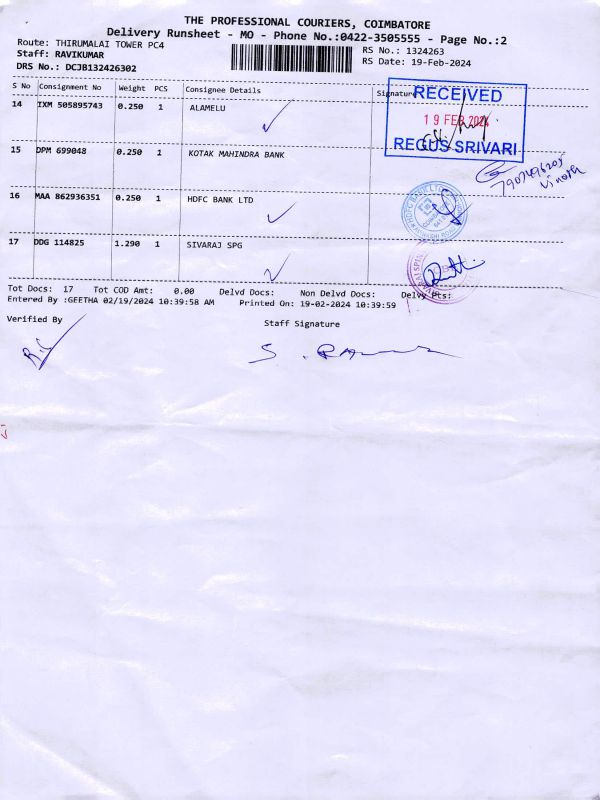 THE PROFESSIONAL COURIERS, COIMBATORE
Delivery Runsheet - MO - Phone No.:0422-3505555 - Page No.:2
Route: THIRUMALAI TOWER PC4
RS No.: 1324263
Staff: RAVIKUMAR
RS Date: 19-Feb-2024
DRS No.: DCJB132426302
S No Consignment No Weight PCS Consignee Details Signature
14 IXM 505895743 0.250 1 ALAMELU
RECEIVED
19 FEB 2024
REGUS SRIVARI
15 DPM 699048 0.250 1 KOTAK MAHINDRA BANK
16 MAA 862936351 0.250 1 HDFC BANK LTD
17 DDG 114825 1.290 1 SIVARAJ SPG
Tot Docs: 17 Tot COD Amt: 0.00 Delvd Docs: Non Delvd Docs: Delvy Pts:
Entered By :GEETHA 02/19/2024 10:39:58 AM Printed On: 19-02-2024 10:39:59
Verified By
Staff Signature